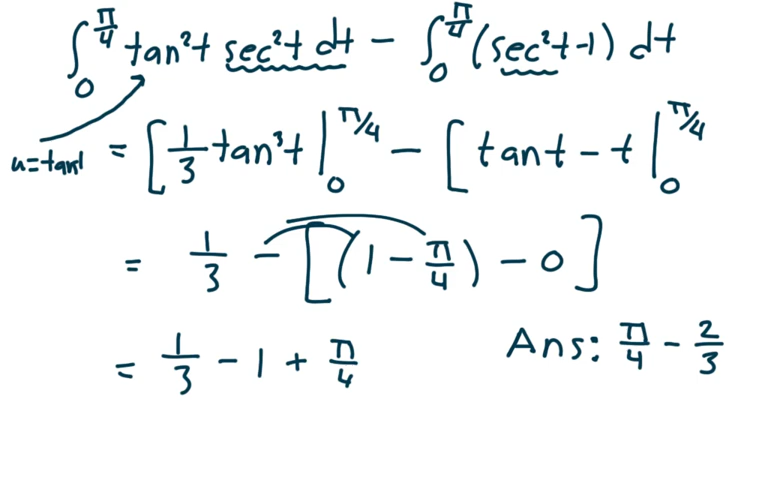 ∫₀^{π/4} tan²t sec²t dt − ∫₀^{π/4} (sec²t−1) dt
u=tant
= [1/3 tan³t |₀^{π/4} − [tant − t |₀^{π/4}
= 1/3 − [(1 − π/4) − 0]
= 1/3 − 1 + π/4
Ans: π/4 − 2/3